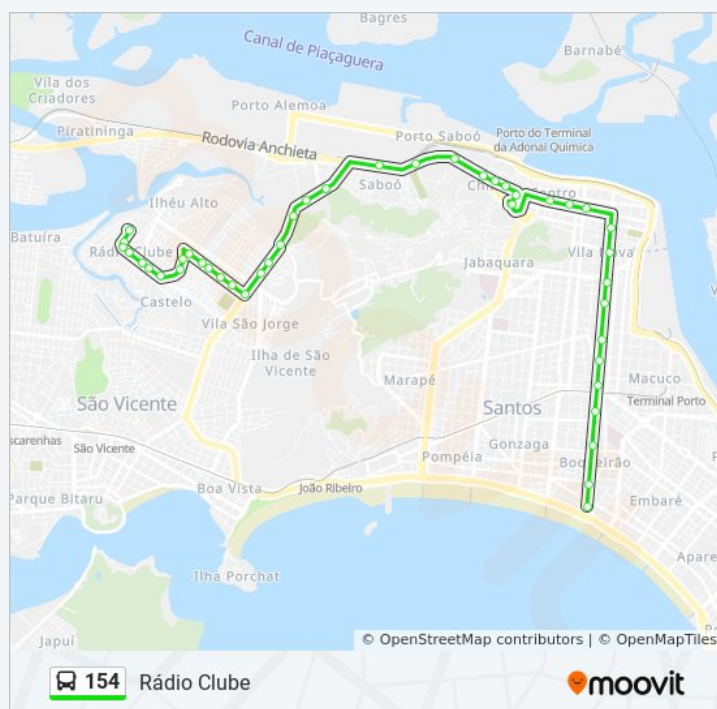 Bagres
Canal de Piaçaguera
Barnabé
Vila dos
Criadores
Porto Alemoa
Piratininga
Rodovia Anchieta
Porto Saboó
Porto do Terminal
da Adonai Quimica
Saboó
Ilhéu Alto
Centro
Batuíra
Rádio Clube
Vila Nova
Jabaquara
Castelo
Vila São Jorge
Ilha de São
Vicente
Marapé
Macuco
São Vicente
Santos
Terminal Porto
scarenhas
São Vicente
Gonzaga
Pompéia
Boqueirão
Parque Bitaru
Boa Vista
João Ribeiro
Embaré
Apare
Ilha Porchat
Japuí
© OpenStreetMap contributors | © OpenMapTiles
154 Rádio Clube
moovit